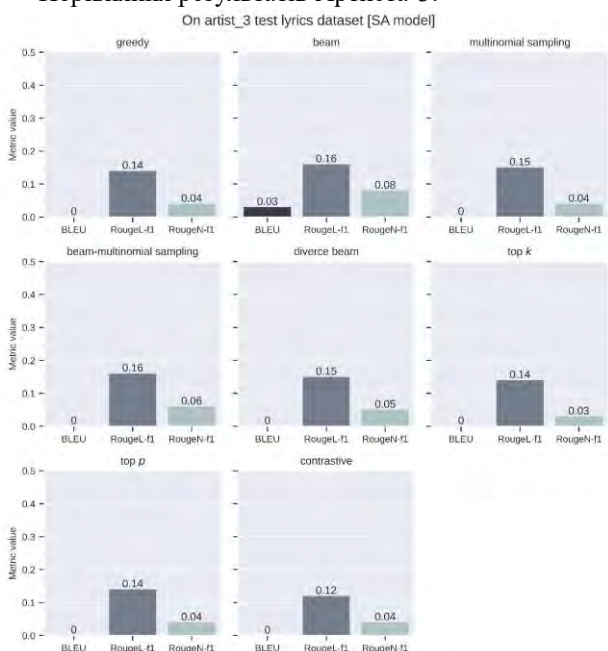 Порівняння результатів
On artist_3 test lyrics dataset [SA model]
greedy beam multinomial sampling
Metric value
0.5
0.4
0.3
0.2
0.1
0.0
0 0.14 0.04
0.03 0.16 0.08
0 0.15 0.04
BLEU RougeL-f1 RougeN-f1 BLEU RougeL-f1 RougeN-f1 BLEU RougeL-f1 RougeN-f1
beam-multinomial sampling diverce beam top k
Metric value
0.5
0.4
0.3
0.2
0.1
0.0
0 0.16 0.06
0 0.15 0.05
0 0.14 0.03
BLEU RougeL-f1 RougeN-f1 BLEU RougeL-f1 RougeN-f1 BLEU RougeL-f1 RougeN-f1
top p contrastive
Metric value
0.5
0.4
0.3
0.2
0.1
0.0
0 0.14 0.04
0 0.12 0.04
BLEU RougeL-f1 RougeN-f1 BLEU RougeL-f1 RougeN-f1